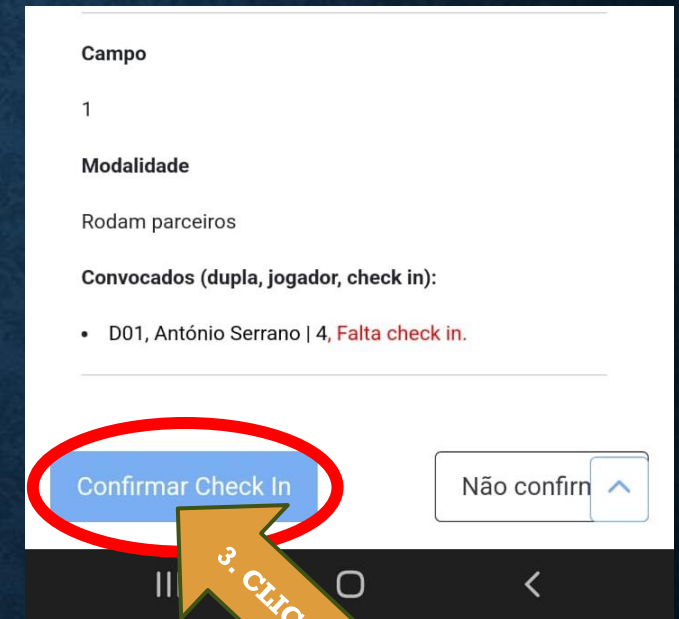 Campo
1
Modalidade
Rodam parceiros
Convocados (dupla, jogador, check in):
• D01, António Serrano | 4, Falta check in.
Confirmar Check In
Não confirm
3. CLIC